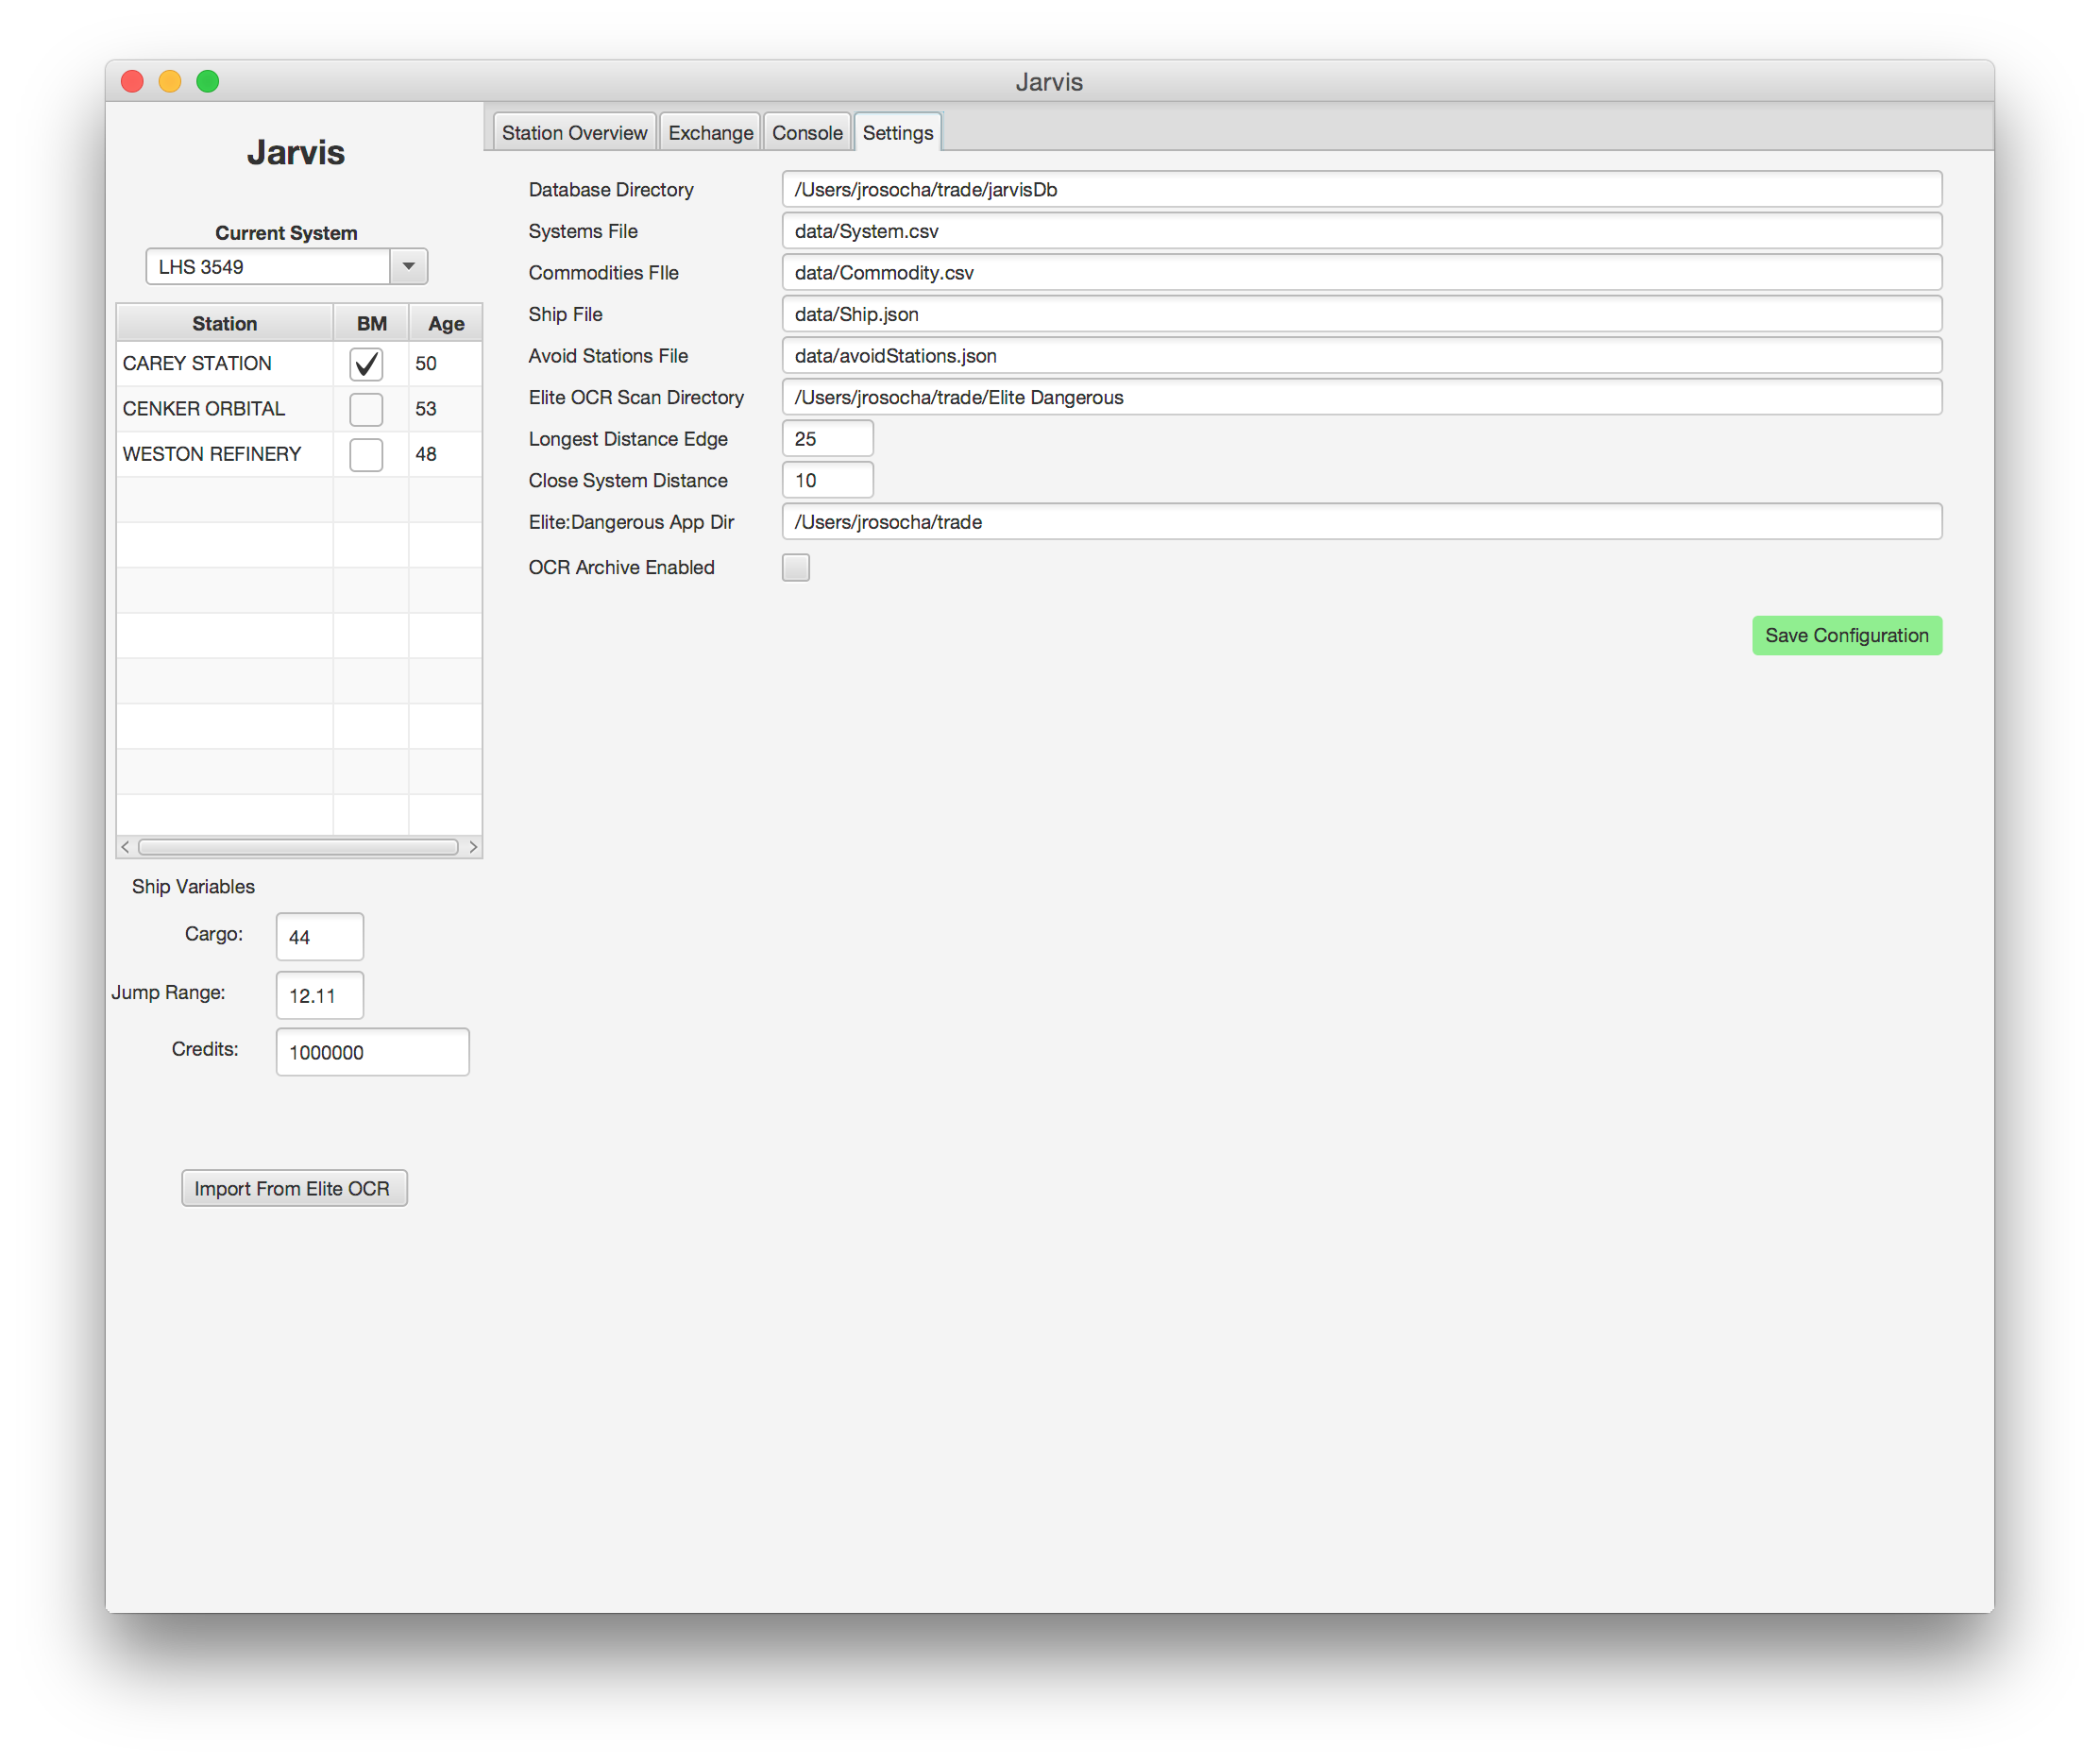 Jarvis
Jarvis
Current System
LHS 3549
Station BM Age
CAREY STATION 50
CENKER ORBITAL 53
WESTON REFINERY 48
Ship Variables
Cargo: 44
Jump Range: 12.11
Credits: 1000000
Import From Elite OCR
Station Overview Exchange Console Settings
Database Directory /Users/jrosocha/trade/jarvisDb
Systems File data/System.csv
Commodities FIle data/Commodity.csv
Ship File data/Ship.json
Avoid Stations File data/avoidStations.json
Elite OCR Scan Directory /Users/jrosocha/trade/Elite Dangerous
Longest Distance Edge 25
Close System Distance 10
Elite:Dangerous App Dir /Users/jrosocha/trade
OCR Archive Enabled
Save Configuration